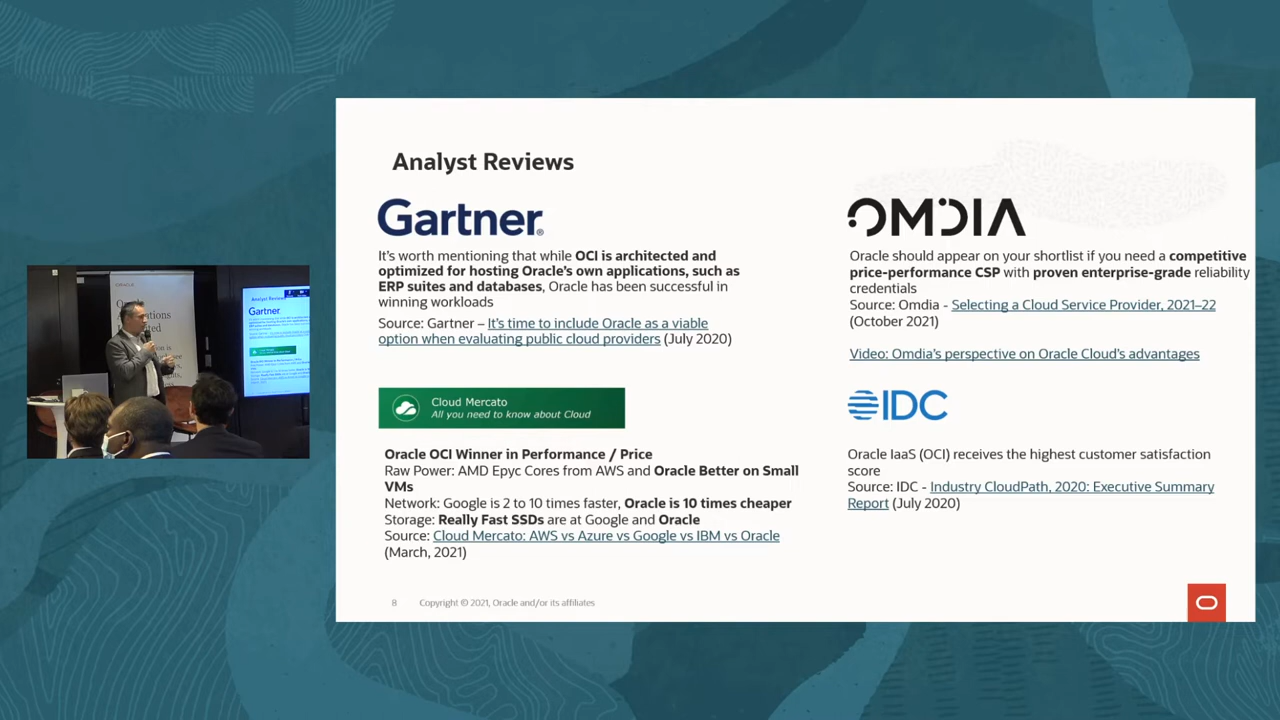 Analyst Reviews
Gartner®
It's worth mentioning that while OCI is architected and
optimized for hosting Oracle's own applications, such as
ERP suites and databases, Oracle has been successful in
winning workloads
Source: Gartner – It's time to include Oracle as a viable
option when evaluating public cloud providers (July 2020)
Cloud Mercato
All you need to know about Cloud
Oracle OCI Winner in Performance / Price
Raw Power: AMD Epyc Cores from AWS and Oracle Better on Small
VMs
Network: Google is 2 to 10 times faster, Oracle is 10 times cheaper
Storage: Really Fast SSDs are at Google and Oracle
Source: Cloud Mercato: AWS vs Azure vs Google vs IBM vs Oracle
(March, 2021)
OMDIA
Oracle should appear on your shortlist if you need a competitive
price-performance CSP with proven enterprise-grade reliability
credentials
Source: Omdia - Selecting a Cloud Service Provider, 2021–22
(October 2021)
Video: Omdia's perspective on Oracle Cloud's advantages
IDC
Oracle IaaS (OCI) receives the highest customer satisfaction
score
Source: IDC - Industry CloudPath, 2020: Executive Summary
Report (July 2020)
8 Copyright © 2021, Oracle and/or its affiliates
Analyst Reviews
Gartner